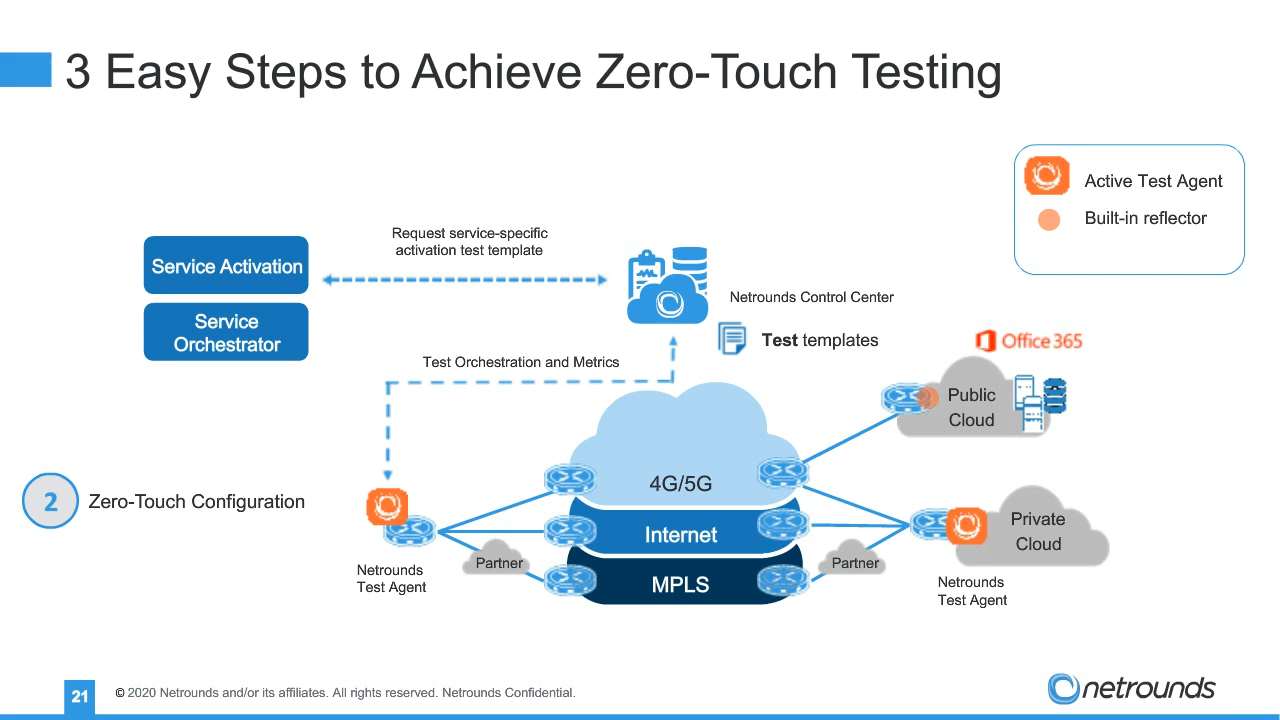 3 Easy Steps to Achieve Zero-Touch Testing
Active Test Agent
Built-in reflector
Request service-specific
activation test template
Service Activation
Service
Orchestrator
Netrounds Control Center
Test templates
Test Orchestration and Metrics
Office 365
Public
Cloud
4G/5G
2
Zero-Touch Configuration
Internet
Private
Cloud
Partner
Partner
Netrounds
Test Agent
MPLS
Netrounds
Test Agent
21
© 2020 Netrounds and/or its affiliates. All rights reserved. Netrounds Confidential.
netrounds